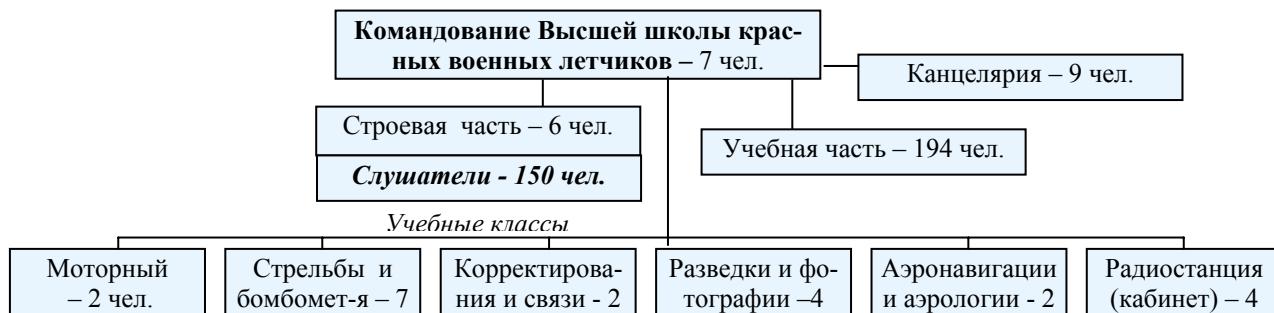 Командование Высшей школы крас-
ных военных летчиков – 7 чел.
Канцелярия – 9 чел.
Строевая часть – 6 чел.
Учебная часть – 194 чел.
Слушатели - 150 чел.
Учебные классы
Моторный
– 2 чел.
Стрельбы и
бомбомет-я – 7
Корректирова-
ния и связи - 2
Разведки и фо-
тографии –4
Аэронавигации
и аэрологии - 2
Радиостанция
(кабинет) – 4